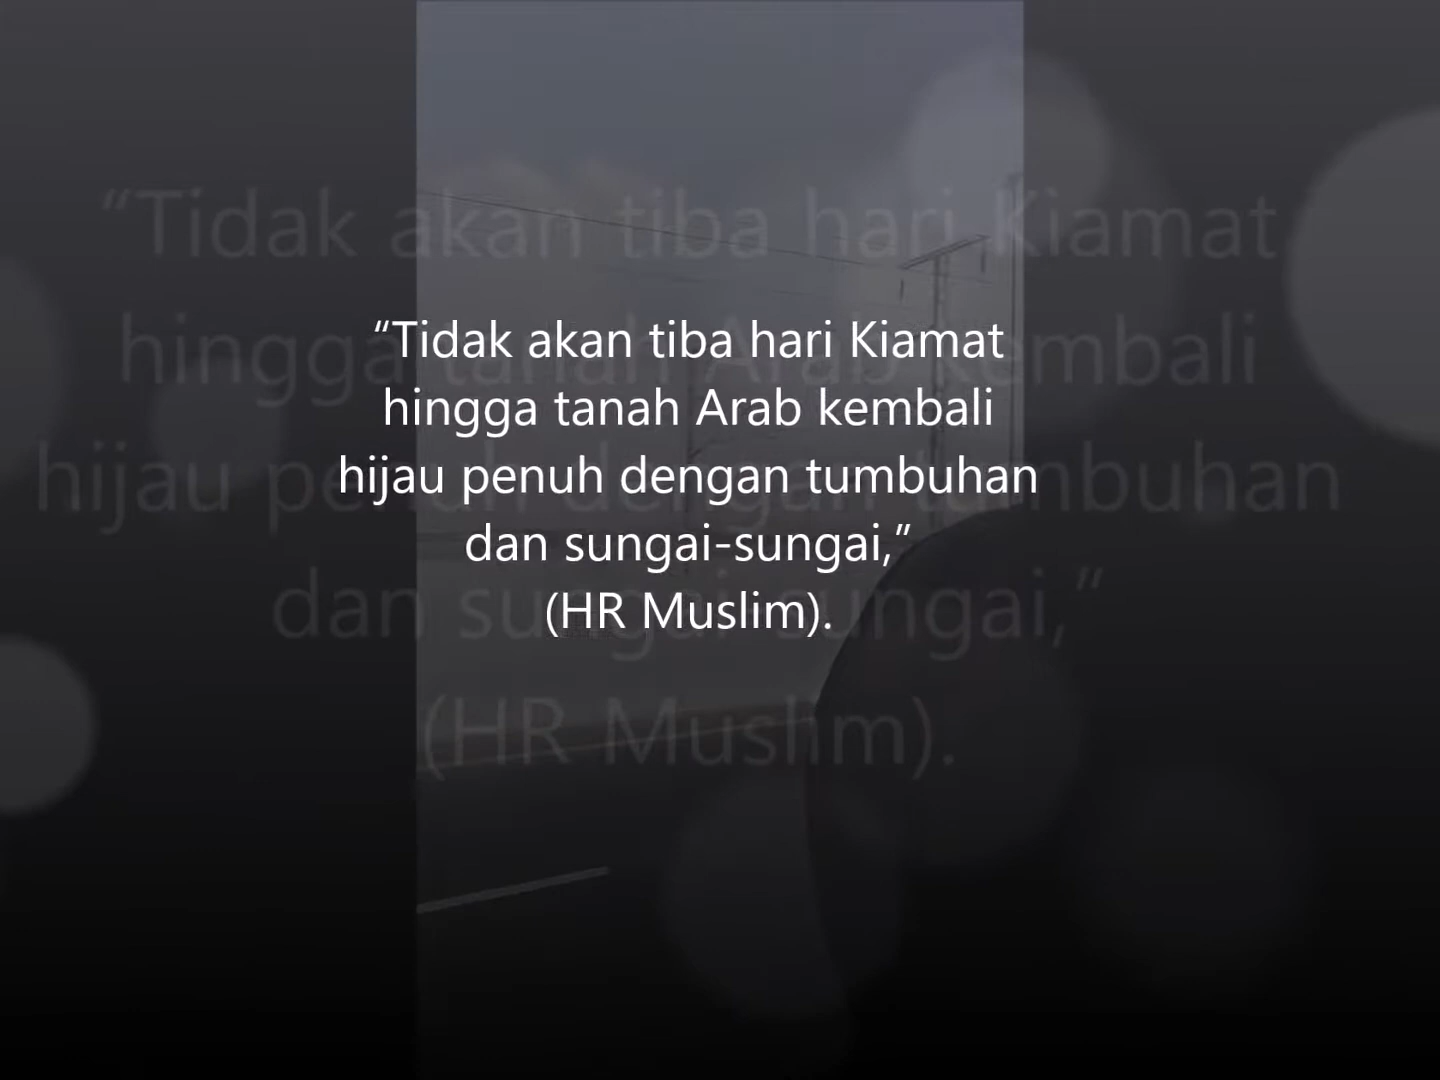 “Tidak akan tiba hari Kiamat
hingga tanah Arab kembali
hijau penuh dengan tumbuhan
dan sungai-sungai,”
(HR Muslim).